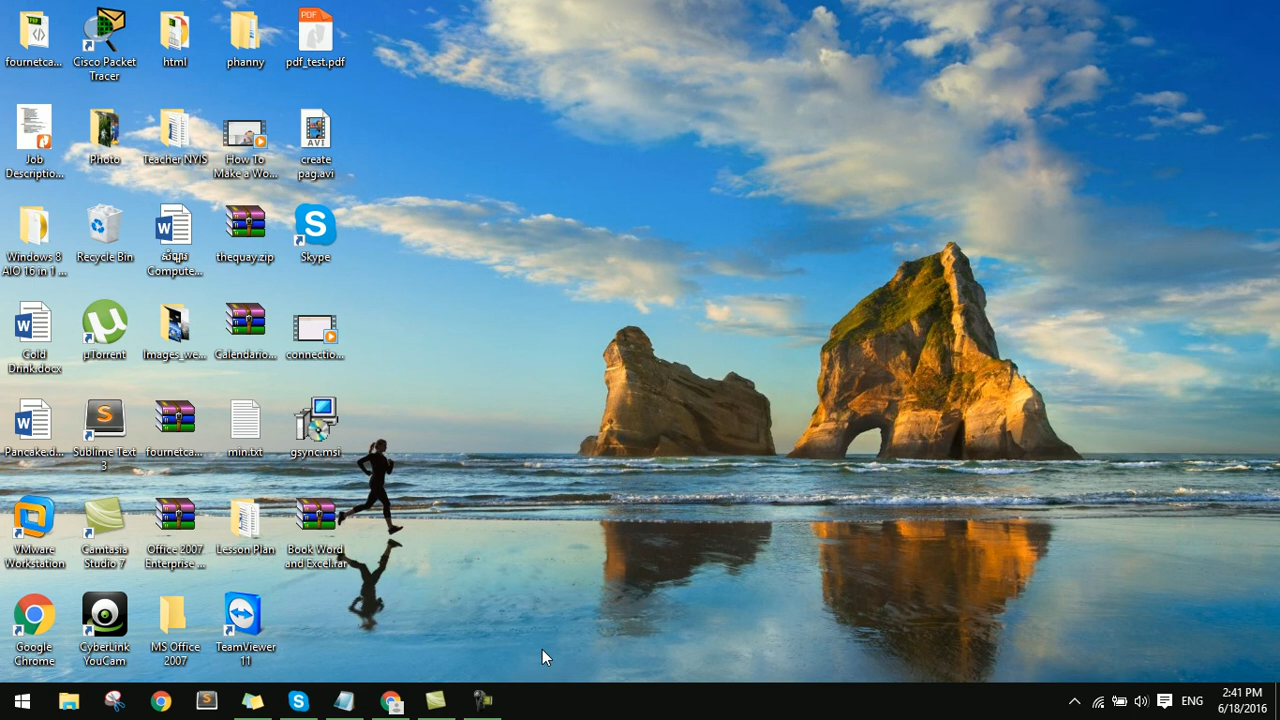 fournetca...
Cisco Packet
Tracer
html
phanny
PDF
pdf_test.pdf
Job
Descriptio...
Photo
Teacher NYIS
How To
Make a Wo...
AVI
create
pag.avi
Windows 8
AIO 16 in 1 ...
Recycle Bin
Compute...
thequay.zip
Skype
Cold
Drink.docx
µTorrent
Images_we...
Calendario...
connectio...
Pancake.d...
Sublime Text
3
fournetca...
min.txt
gsync.msi
VMware
Workstation
Camtasia
Studio 7
Office 2007
Enterprise ...
Lesson Plan
Book Word
and Excel.rar
Google
Chrome
CyberLink
YouCam
MS Office
2007
TeamViewer
11
ENG
2:41 PM
6/18/2016